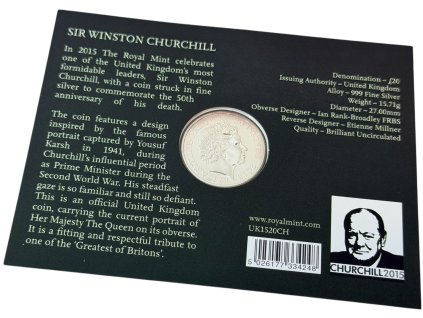 SIR WINSTON CHURCHILL
In 2015 The Royal Mint celebrates
one of the United Kingdom's most
formidable leaders, Sir Winston
Churchill, with a coin struck in fine
silver to commemorate the 50th
anniversary of his death.
The coin features a design
inspired by the famous
portrait captured by Yousuf
Karsh in 1941, during
Churchill's influential period
as Prime Minister during the
Second World War. His steadfast
gaze is so familiar and still so defiant.
This is an official United Kingdom
coin, carrying the current portrait of
Her Majesty The Queen on its obverse.
It is a fitting and respectful tribute to
one of the 'Greatest of Britons'.
Denomination – £20
Issuing Authority – United Kingdom
Alloy – 999 Fine Silver
Weight – 15.71g
Diameter – 27.00mm
Obverse Designer – Ian Rank-Broadley FRBS
Reverse Designer – Etienne Millner
Quality – Brilliant Uncirculated
www.royalmint.com
UK1520CH
5 026177 334248
CHURCHILL2015